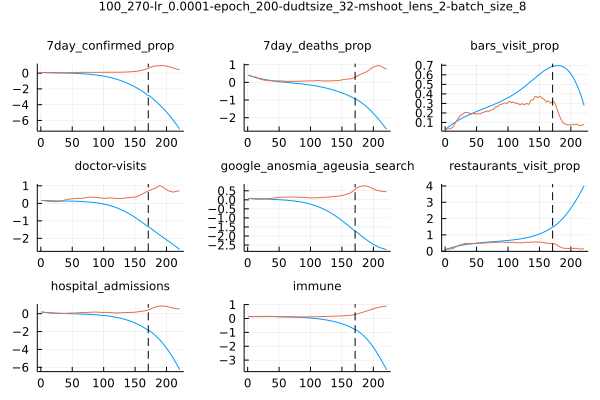 100_270-lr_0.0001-epoch_200-dudtsize_32-mshoot_lens_2-batch_size_8
7day_confirmed_prop
0
−2
−4
−6
0 50 100 150 200
7day_deaths_prop
1
0
−1
−2
0 50 100 150 200
bars_visit_prop
0.7
0.6
0.5
0.4
0.3
0.2
0.1
0 50 100 150 200
doctor-visits
1
0
−1
−2
0 50 100 150 200
google_anosmia_ageusia_search
0.5
0.0
−0.5
−1.0
−1.5
−2.0
−2.5
0 50 100 150 200
restaurants_visit_prop
4
3
2
1
0
0 50 100 150 200
hospital_admissions
0
−2
−4
−6
0 50 100 150 200
immune
1
0
−1
−2
−3
0 50 100 150 200